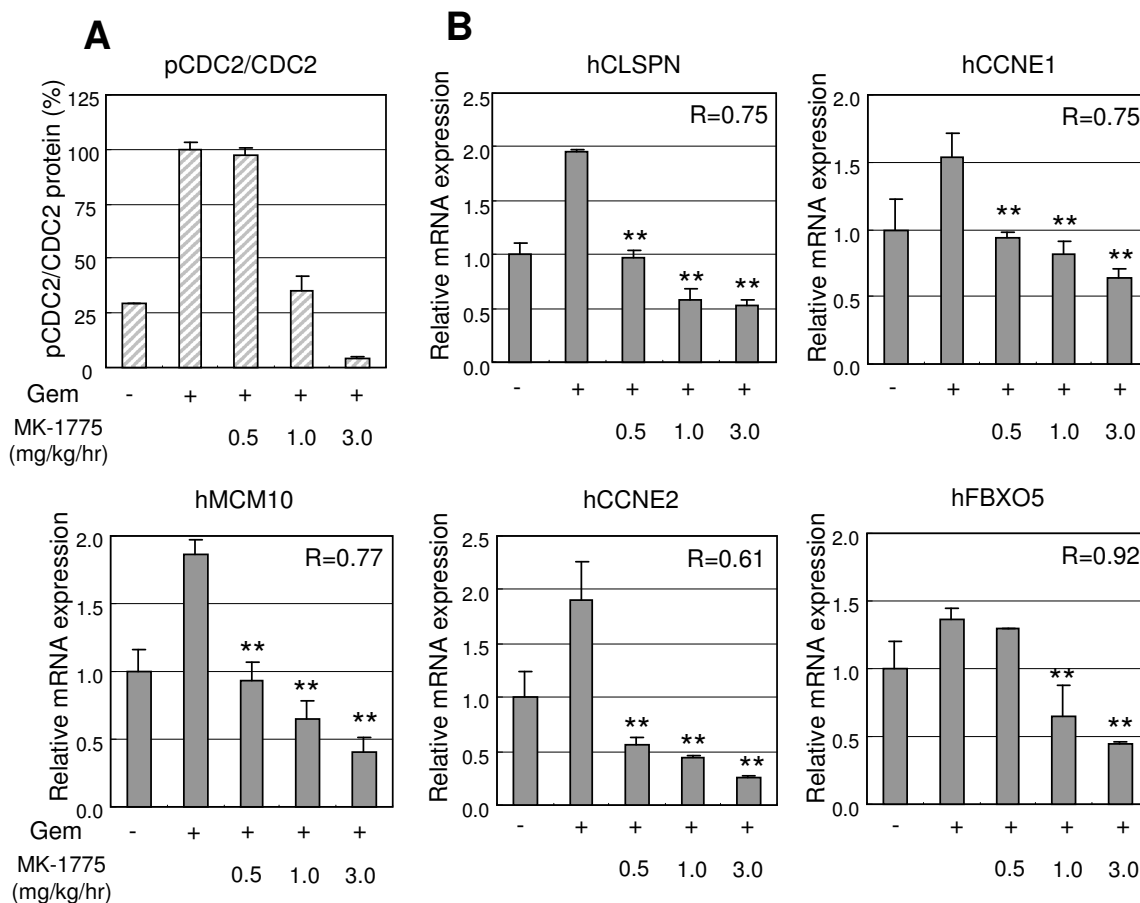 A
B
pCDC2/CDC2
hCLSPN
hCCNE1
pCDC2/CDC2 protein (%)
125
100
75
50
25
0
Relative mRNA expression
2.5
2.0
1.5
1.0
0.5
0.0
R=0.75
**
**
**
Relative mRNA expression
2.0
1.5
1.0
0.5
0.0
R=0.75
**
**
**
Gem - + + + +
- + + + +
- + + + +
MK-1775 0.5 1.0 3.0
(mg/kg/hr)
0.5 1.0 3.0
0.5 1.0 3.0
hMCM10
hCCNE2
hFBXO5
Relative mRNA expression
2.0
1.5
1.0
0.5
0.0
R=0.77
**
**
**
Relative mRNA expression
2.5
2.0
1.5
1.0
0.5
0.0
R=0.61
**
**
**
Relative mRNA expression
2.0
1.5
1.0
0.5
0.0
R=0.92
**
**
Gem - + + + +
- + + + +
- + + + +
MK-1775 0.5 1.0 3.0
(mg/kg/hr)
0.5 1.0 3.0
0.5 1.0 3.0